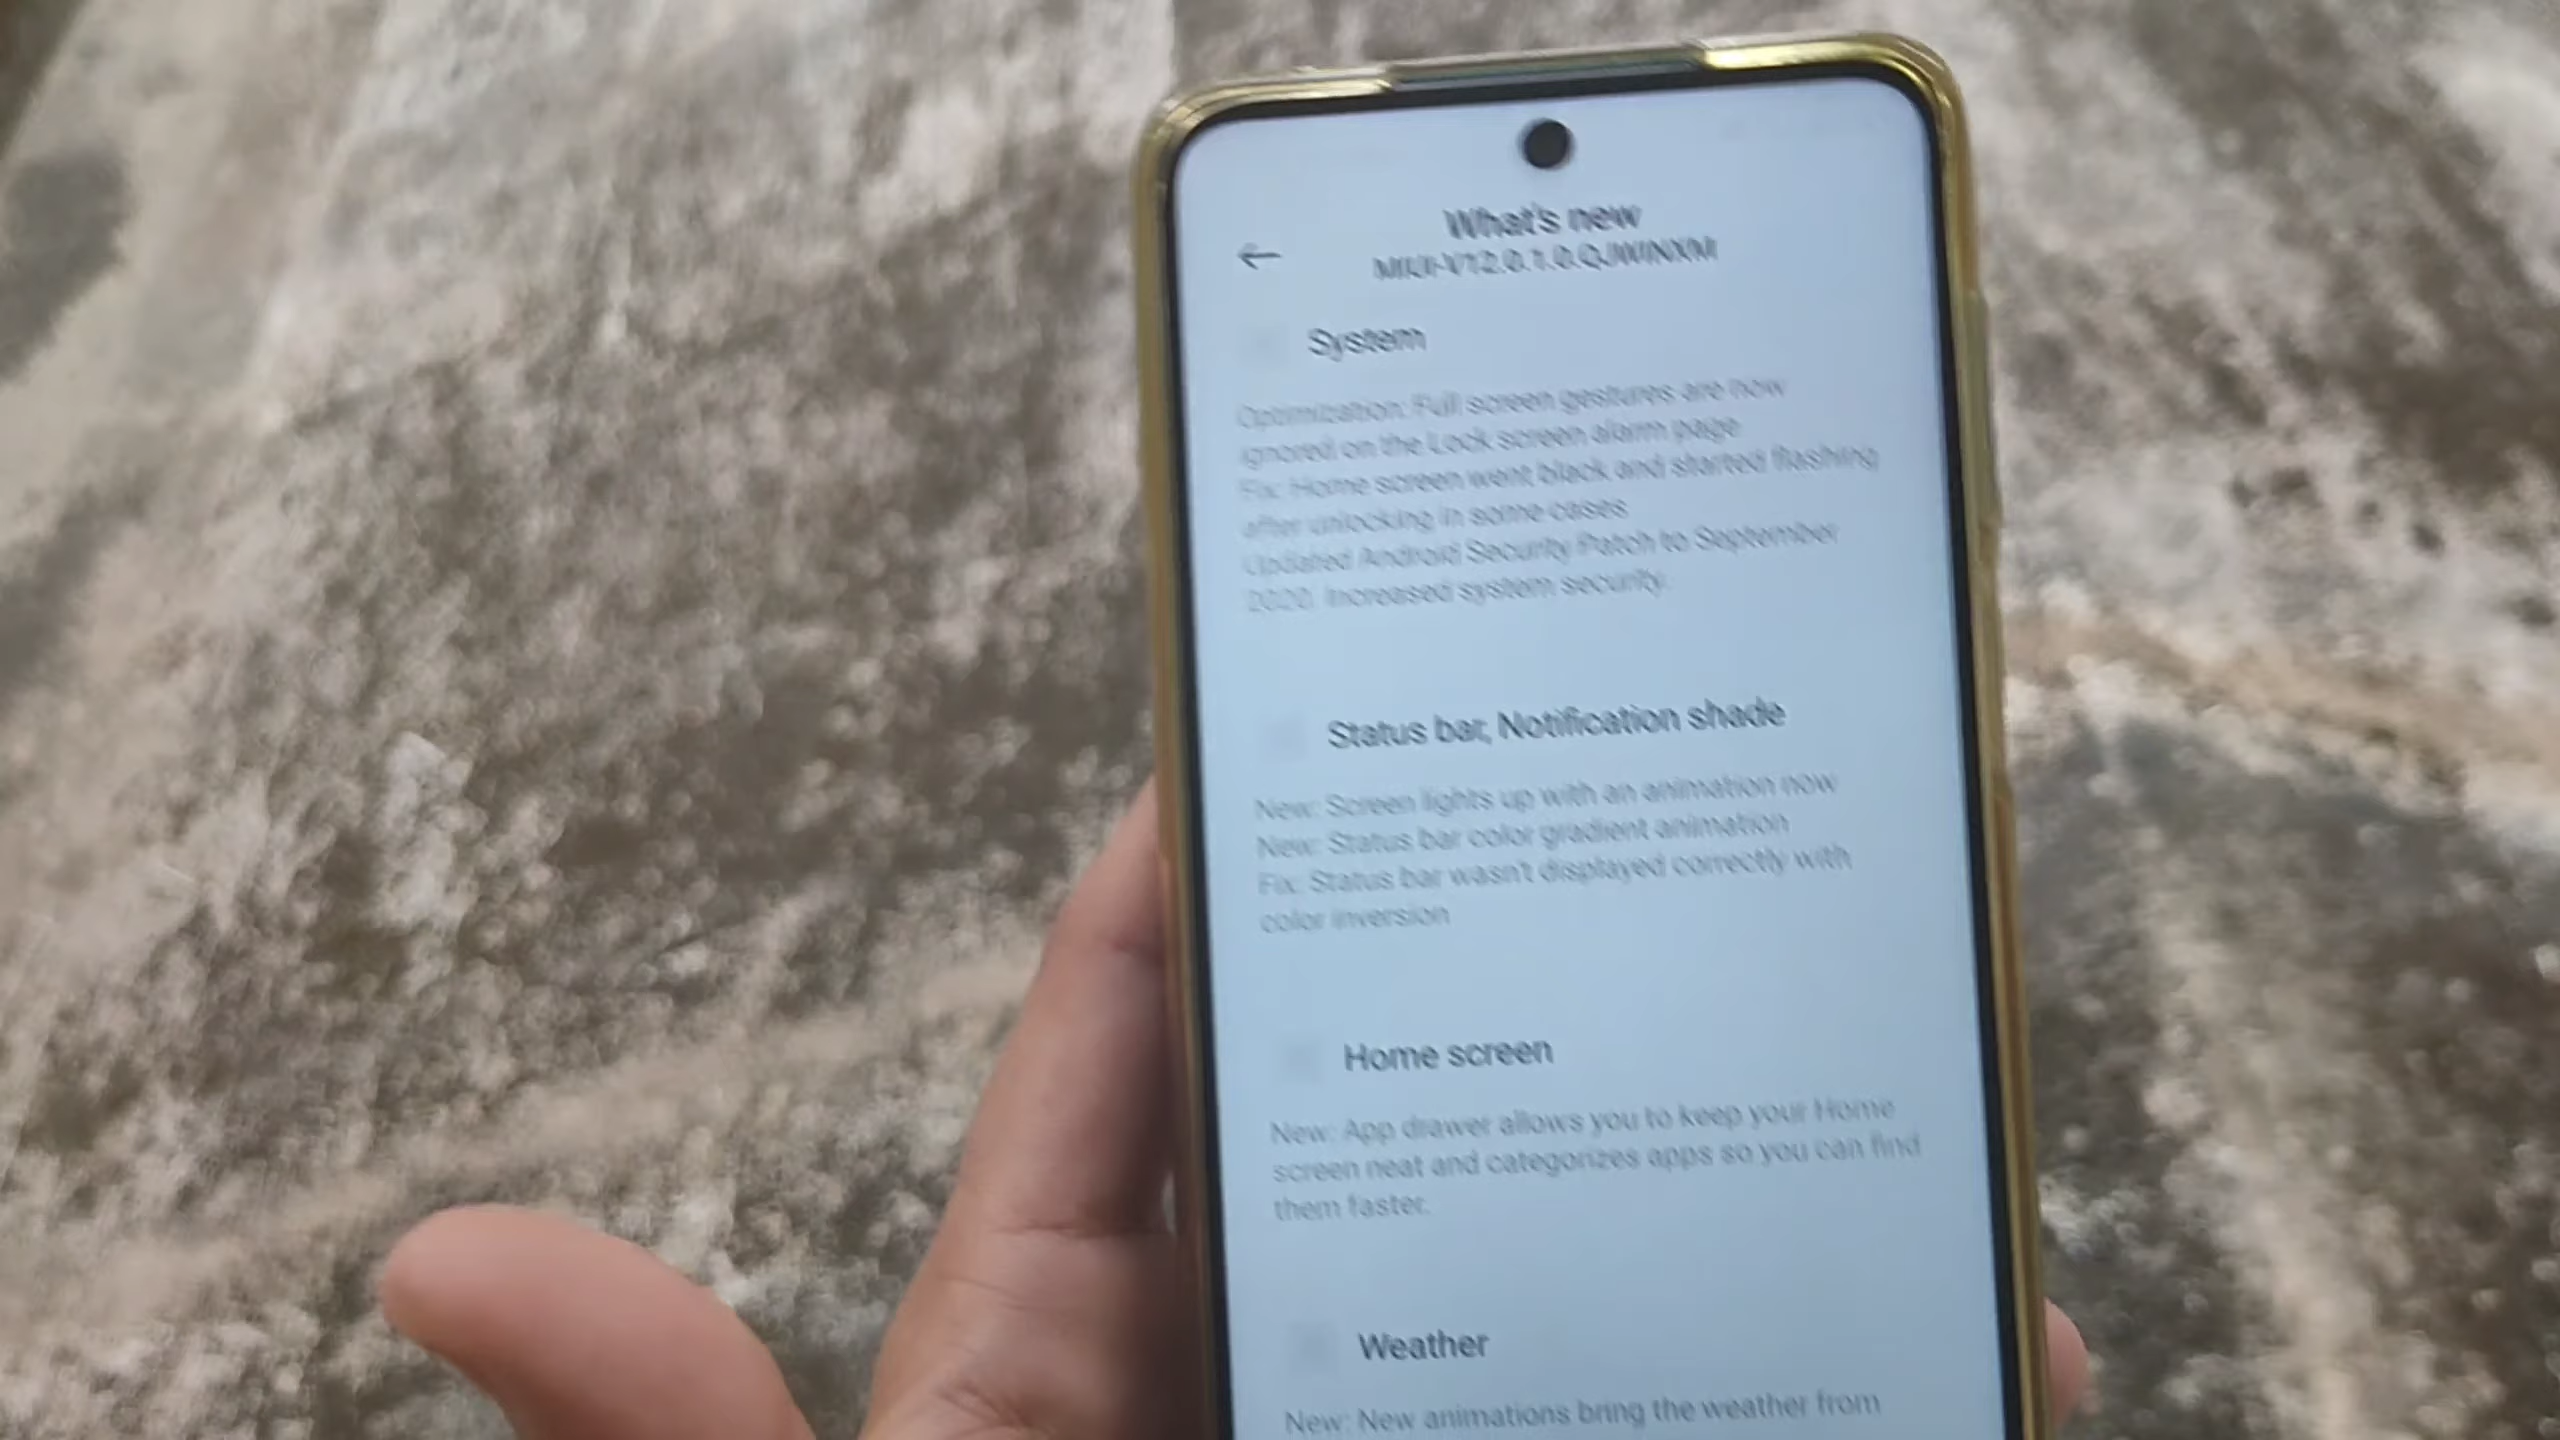 What's new
MIUI-V12.0.1.0.QJWINXM
System
Optimization: Full screen gestures are now
ignored on the Lock screen alarm page
Fix: Home screen went black and started flashing
after unlocking in some cases
Updated Android Security Patch to September
2020. Increased system security.
Status bar, Notification shade
New: Screen lights up with an animation now
New: Status bar color gradient animation
Fix: Status bar wasn't displayed correctly with
color inversion
Home screen
New: App drawer allows you to keep your Home
screen neat and categorizes apps so you can find
them faster.
Weather
New: New animations bring the weather from